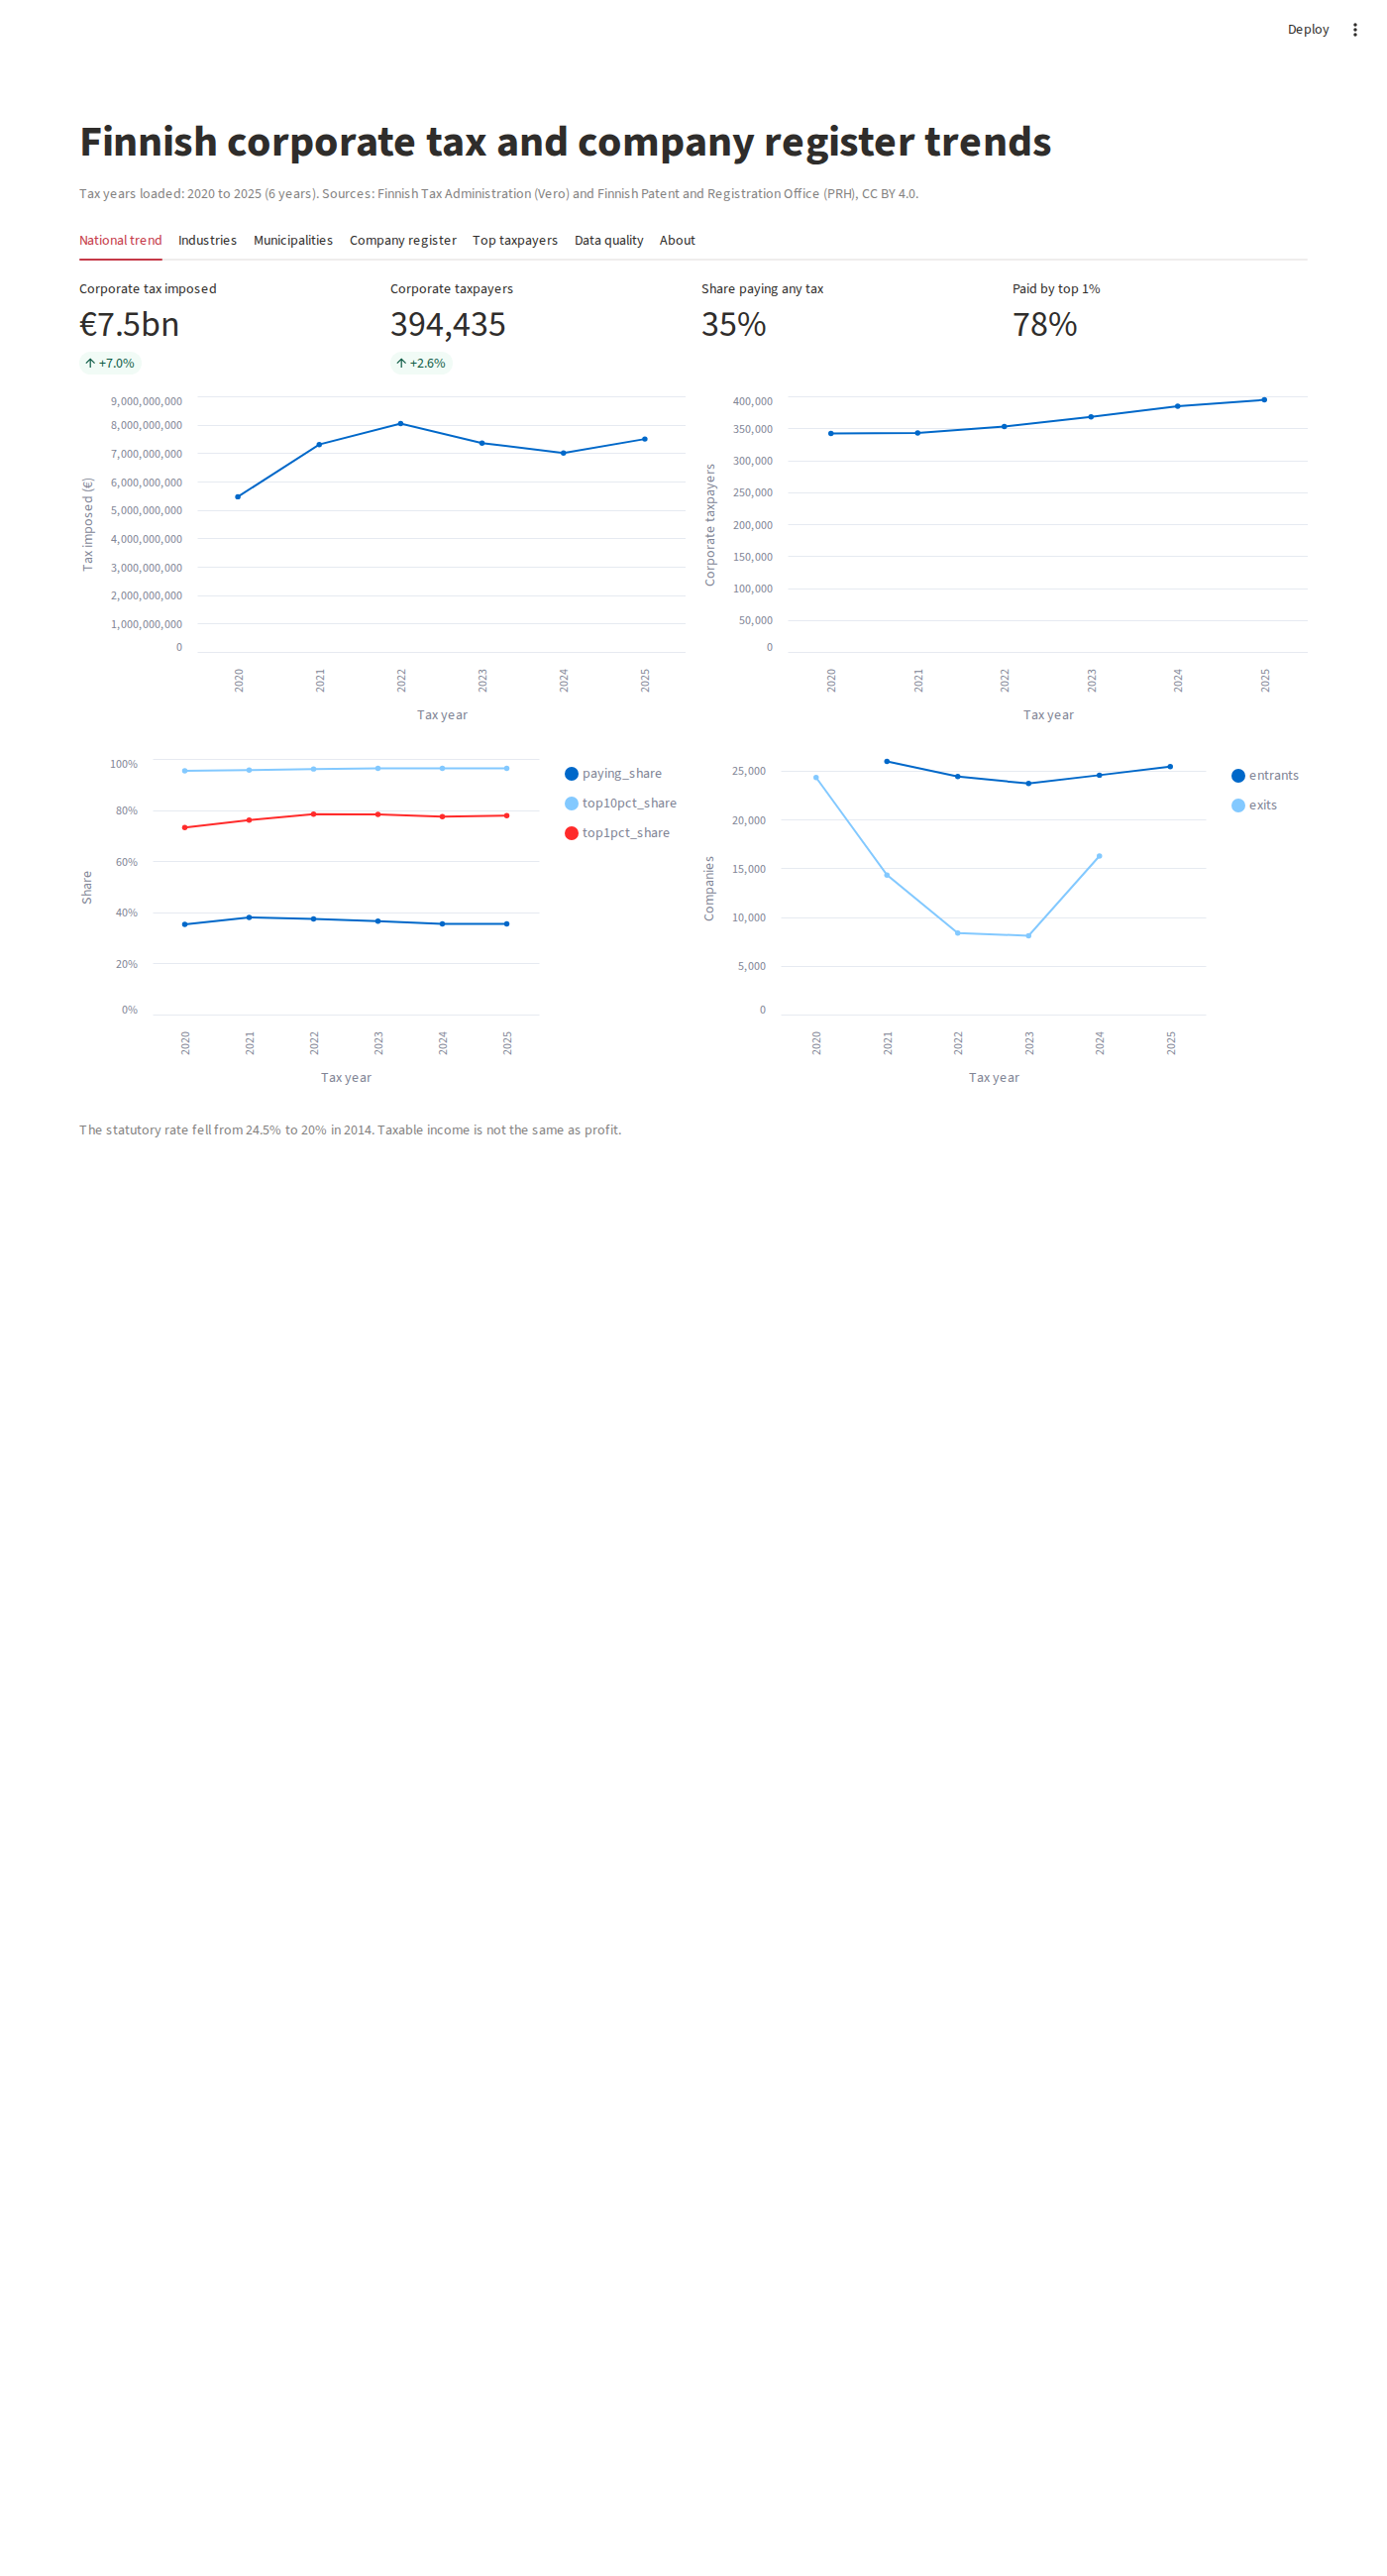 Deploy
Finnish corporate tax and company register trends
Tax years loaded: 2020 to 2025 (6 years). Sources: Finnish Tax Administration (Vero) and Finnish Patent and Registration Office (PRH), CC BY 4.0.
National trend Industries Municipalities Company register Top taxpayers Data quality About
Corporate tax imposed
€7.5bn
+7.0%
Corporate taxpayers
394,435
+2.6%
Share paying any tax
35%
Paid by top 1%
78%
Tax imposed (€)
9,000,000,000
8,000,000,000
7,000,000,000
6,000,000,000
5,000,000,000
4,000,000,000
3,000,000,000
2,000,000,000
1,000,000,000
0
2020 2021 2022 2023 2024 2025
Tax year
Corporate taxpayers
400,000
350,000
300,000
250,000
200,000
150,000
100,000
50,000
0
2020 2021 2022 2023 2024 2025
Tax year
Share
100%
80%
60%
40%
20%
0%
2020 2021 2022 2023 2024 2025
Tax year
paying_share
top10pct_share
top1pct_share
Companies
25,000
20,000
15,000
10,000
5,000
0
2020 2021 2022 2023 2024 2025
Tax year
entrants
exits
The statutory rate fell from 24.5% to 20% in 2014. Taxable income is not the same as profit.